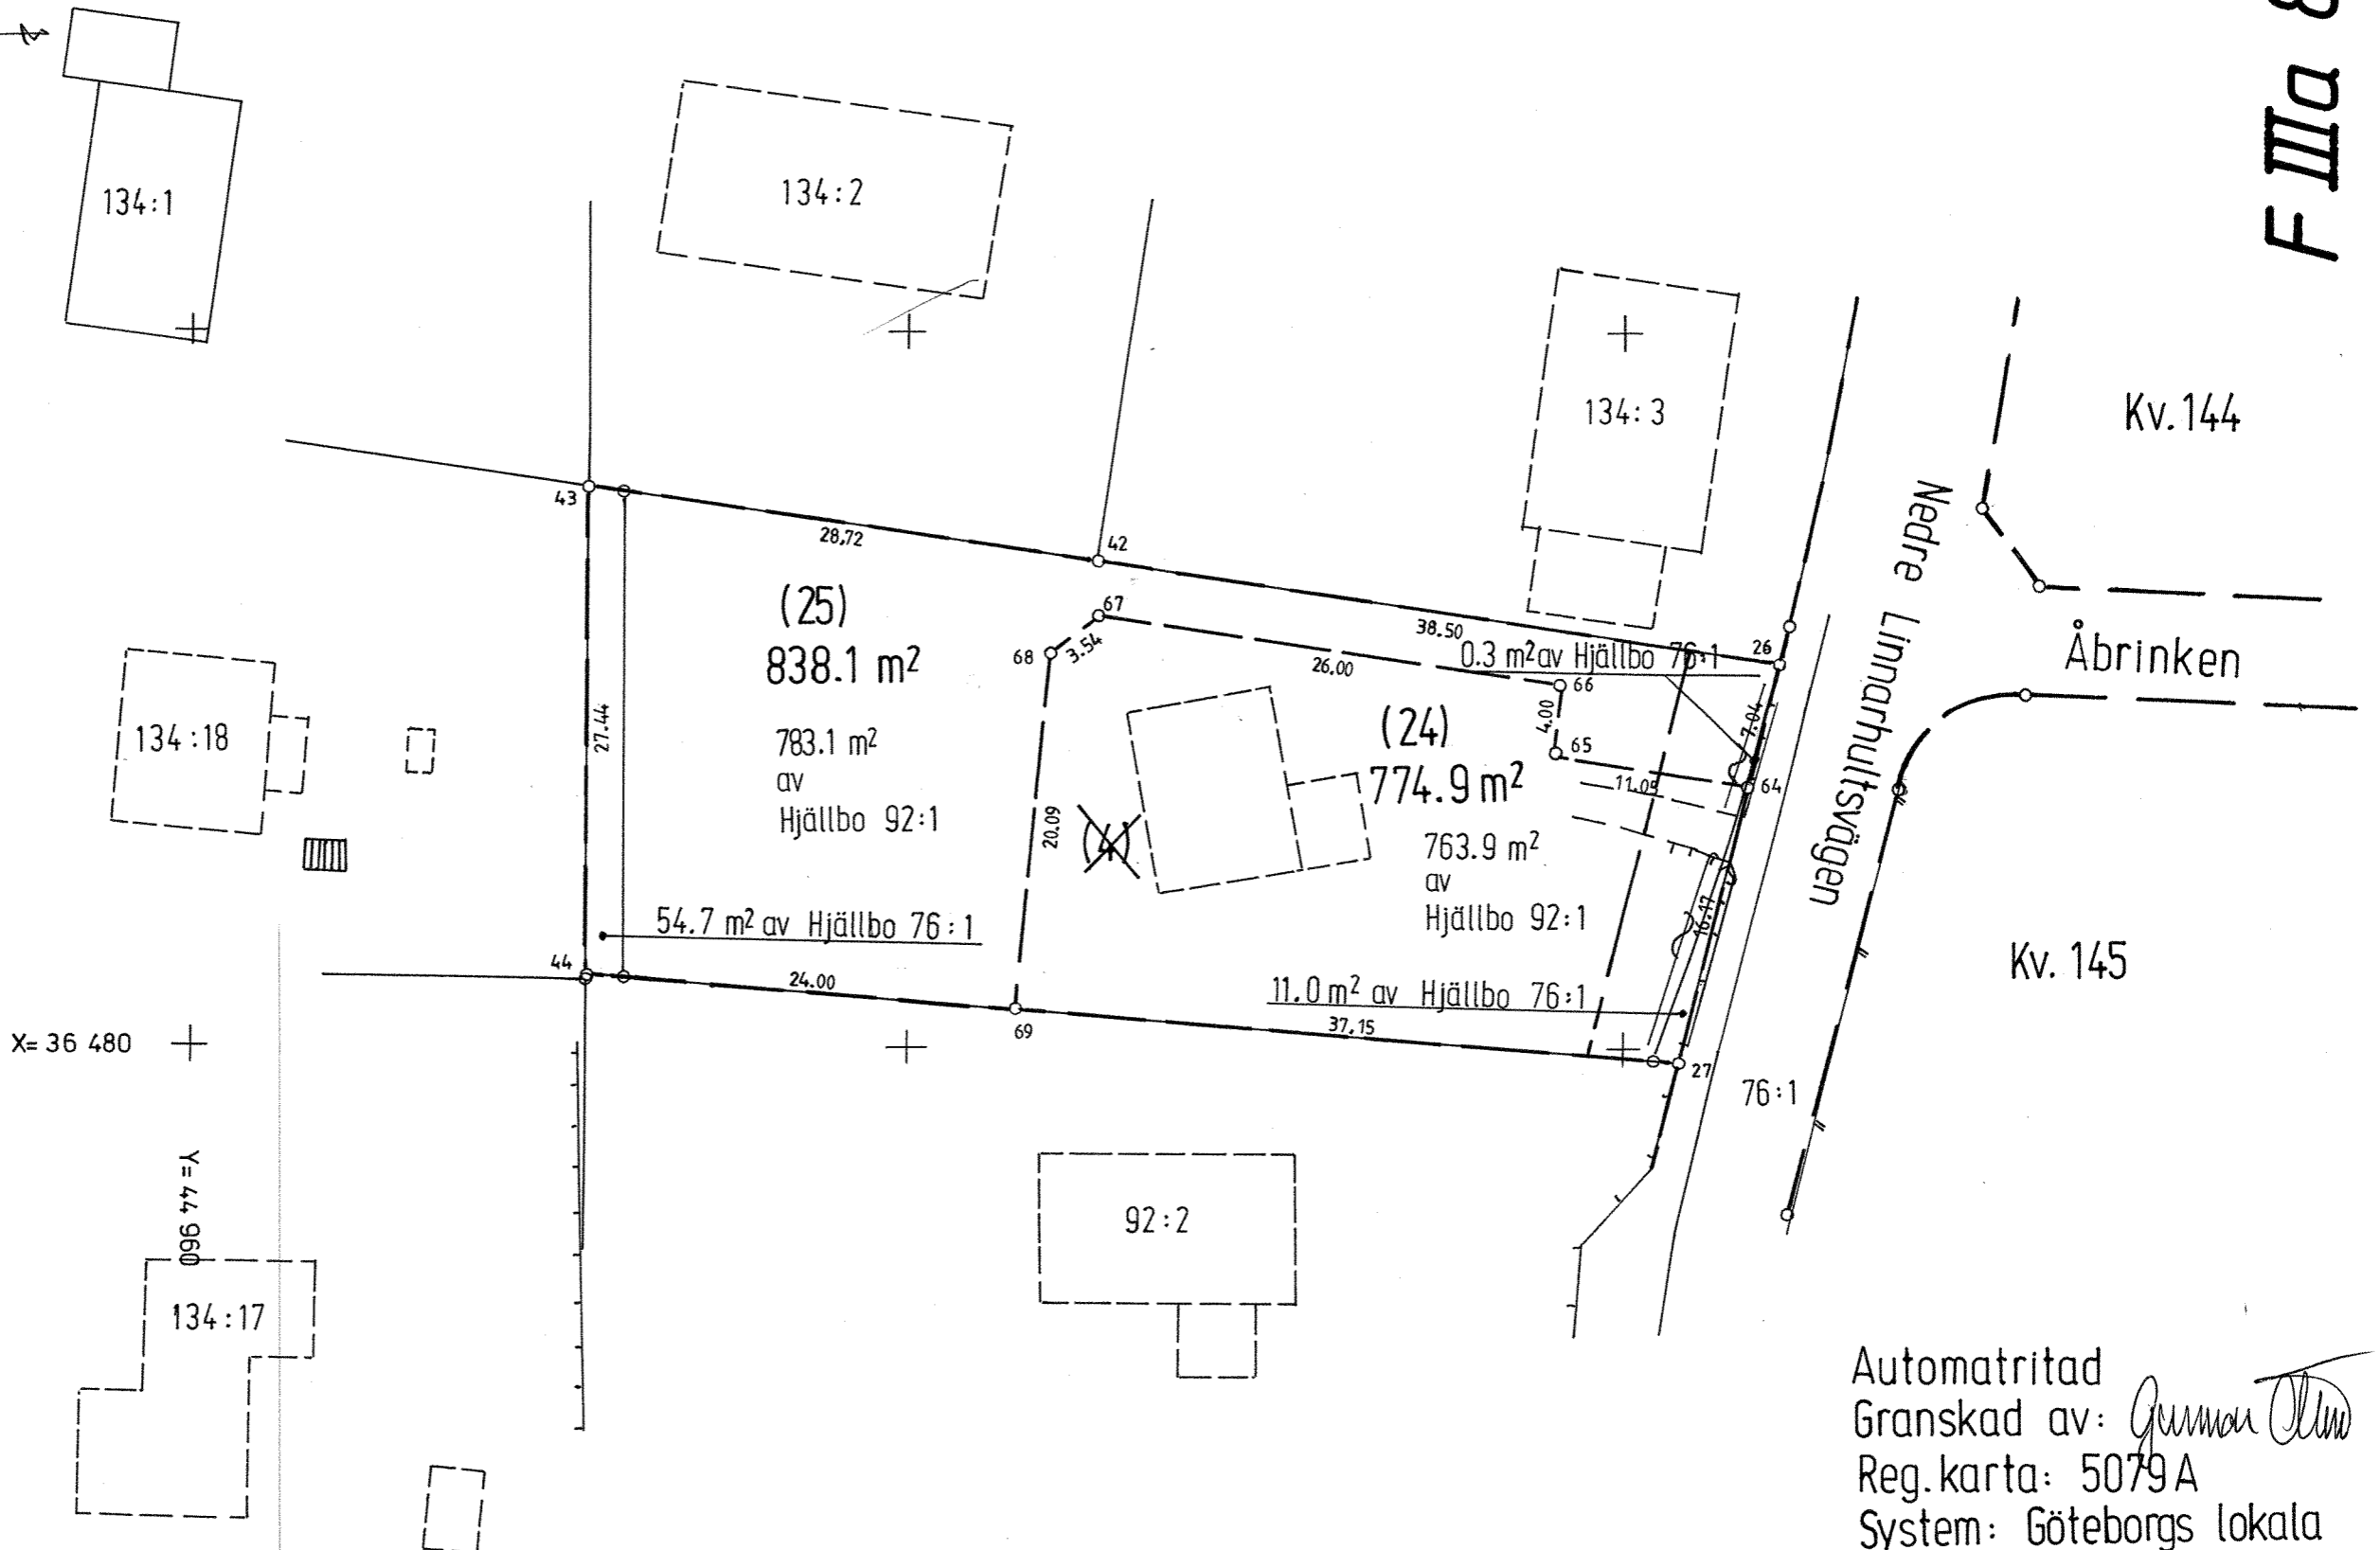 F IIIa 8
134:1
134:2
134:3
Kv. 144
43
28,72
42
(25)
838.1 m²
67
68
3.54
38.50
26
26.00
0.3 m² av Hjällbo 76:1
66
Nedre Linnarhultsvägen
Åbrinken
134:18
27.44
783.1 m²
av
Hjällbo 92:1
(24)
774.9 m²
4.00
65
7.04
11.05
64
20.09
(4)
763.9 m²
av
Hjällbo 92:1
16.17
54.7 m² av Hjällbo 76:1
44
24.00
11.0 m² av Hjällbo 76:1
Kv. 145
69
37,15
27
X= 36 480
76:1
Y= 44 960
92:2
134:17
Automatritad
Granskad av: Gunnar
Reg.karta: 5079 A
System: Göteborgs lokala